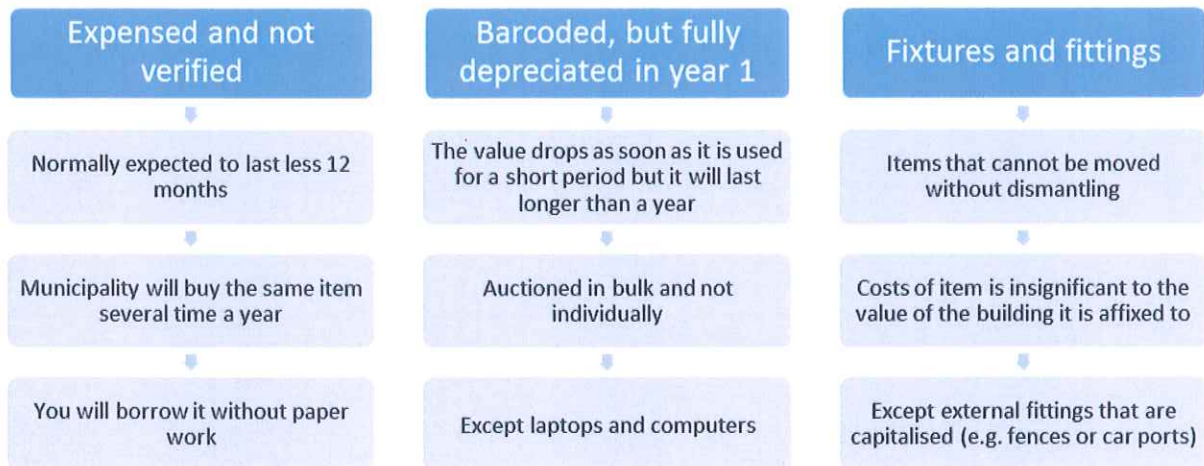 Expensed and not
verified
Normally expected to last less 12
months
Municipality will buy the same item
several time a year
You will borrow it without paper
work
Barcoded, but fully
depreciated in year 1
The value drops as soon as it is used
for a short period but it will last
longer than a year
Auctioned in bulk and not
individually
Except laptops and computers
Fixtures and fittings
Items that cannot be moved
without dismantling
Costs of item is insignificant to the
value of the building it is affixed to
Except external fittings that are
capitalised (e.g. fences or car ports)